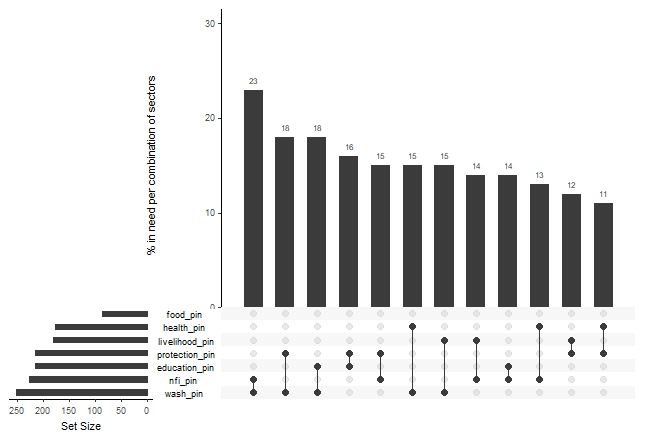 30
20
10
0
% in need per combination of sectors
23
18
18
16
15
15
15
14
14
13
12
11
food_pin
health_pin
livelihood_pin
protection_pin
education_pin
nfi_pin
wash_pin
250 200 150 100 50 0
Set Size